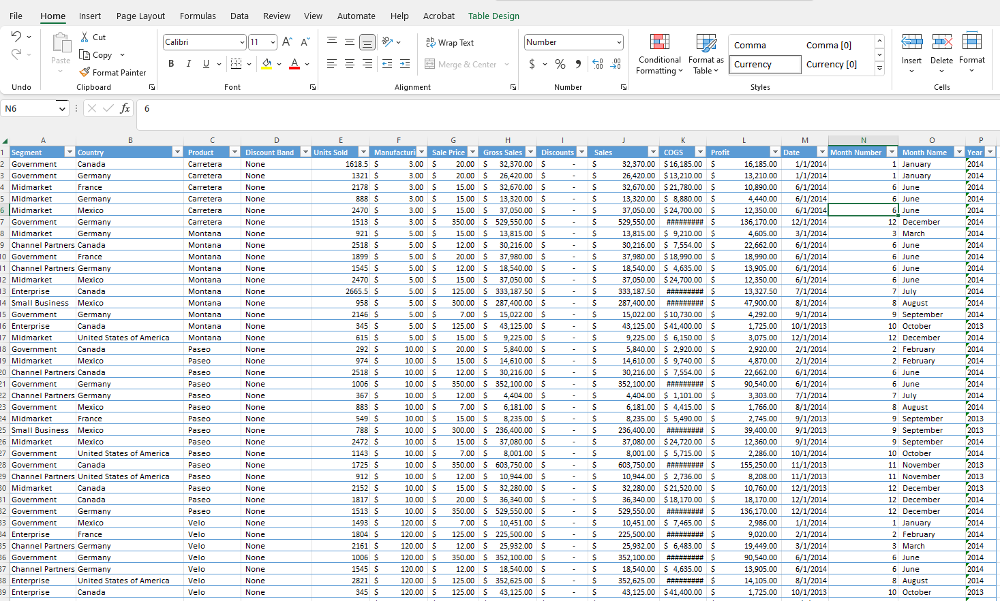 File Home Insert Page Layout Formulas Data Review View Automate Help Acrobat Table Design
Cut
Calibri 11 A^ Aˇ
ab Wrap Text
Number
Conditional Formatting
Format as Table
Comma Comma [0]
Insert Delete Format
Paste
Copy
B I U A
Merge & Center
$ % 9 .00
Currency Currency [0]
Format Painter
Undo Clipboard Font Alignment Number Styles Cells
N6 fx 6
A B C D E F G H I J K L M N O P
1 Segment Country Product Discount Band Units Sold Manufacturi Sale Price Gross Sales Discounts Sales COGS Profit Date Month Number Month Name Year
2 Government Canada Carretera None 1618.5 $ 3.00 $ 20.00 $ 32,370.00 $ - $ 32,370.00 $16,185.00 $ 16,185.00 1/1/2014 1 January 2014
3 Government Germany Carretera None 1321 $ 3.00 $ 20.00 $ 26,420.00 $ - $ 26,420.00 $13,210.00 $ 13,210.00 1/1/2014 1 January 2014
4 Midmarket France Carretera None 2178 $ 3.00 $ 15.00 $ 32,670.00 $ - $ 32,670.00 $21,780.00 $ 10,890.00 6/1/2014 6 June 2014
5 Midmarket Germany Carretera None 888 $ 3.00 $ 15.00 $ 13,320.00 $ - $ 13,320.00 $ 8,880.00 $ 4,440.00 6/1/2014 6 June 2014
6 Midmarket Mexico Carretera None 2470 $ 3.00 $ 15.00 $ 37,050.00 $ - $ 37,050.00 $24,700.00 $ 12,350.00 6/1/2014 6 June 2014
7 Government Germany Carretera None 1513 $ 3.00 $ 350.00 $ 529,550.00 $ - $ 529,550.00 ######### $ 136,170.00 12/1/2014 12 December 2014
8 Midmarket Germany Montana None 921 $ 5.00 $ 15.00 $ 13,815.00 $ - $ 13,815.00 $ 9,210.00 $ 4,605.00 3/1/2014 3 March 2014
9 Channel Partners Canada Montana None 2518 $ 5.00 $ 12.00 $ 30,216.00 $ - $ 30,216.00 $ 7,554.00 $ 22,662.00 6/1/2014 6 June 2014
10 Government France Montana None 1899 $ 5.00 $ 20.00 $ 37,980.00 $ - $ 37,980.00 $18,990.00 $ 18,990.00 6/1/2014 6 June 2014
11 Channel Partners Germany Montana None 1545 $ 5.00 $ 12.00 $ 18,540.00 $ - $ 18,540.00 $ 4,635.00 $ 13,905.00 6/1/2014 6 June 2014
12 Midmarket Mexico Montana None 2470 $ 5.00 $ 15.00 $ 37,050.00 $ - $ 37,050.00 $24,700.00 $ 12,350.00 6/1/2014 6 June 2014
13 Enterprise Canada Montana None 2665.5 $ 5.00 $ 125.00 $ 333,187.50 $ - $ 333,187.50 ######### $ 13,327.50 7/1/2014 7 July 2014
14 Small Business Mexico Montana None 958 $ 5.00 $ 300.00 $ 287,400.00 $ - $ 287,400.00 ######### $ 47,900.00 8/1/2014 8 August 2014
15 Government Germany Montana None 2146 $ 5.00 $ 7.00 $ 15,022.00 $ - $ 15,022.00 $10,730.00 $ 4,292.00 9/1/2014 9 September 2014
16 Enterprise Canada Montana None 345 $ 5.00 $ 125.00 $ 43,125.00 $ - $ 43,125.00 $41,400.00 $ 1,725.00 10/1/2013 10 October 2013
17 Midmarket United States of America Montana None 615 $ 5.00 $ 15.00 $ 9,225.00 $ - $ 9,225.00 $ 6,150.00 $ 3,075.00 12/1/2014 12 December 2014
18 Government Canada Paseo None 292 $ 10.00 $ 20.00 $ 5,840.00 $ - $ 5,840.00 $ 2,920.00 $ 2,920.00 2/1/2014 2 February 2014
19 Midmarket Mexico Paseo None 974 $ 10.00 $ 15.00 $ 14,610.00 $ - $ 14,610.00 $ 9,740.00 $ 4,870.00 2/1/2014 2 February 2014
20 Channel Partners Canada Paseo None 2518 $ 10.00 $ 12.00 $ 30,216.00 $ - $ 30,216.00 $ 7,554.00 $ 22,662.00 6/1/2014 6 June 2014
21 Government Germany Paseo None 1006 $ 10.00 $ 350.00 $ 352,100.00 $ - $ 352,100.00 ######### $ 90,540.00 6/1/2014 6 June 2014
22 Channel Partners Germany Paseo None 367 $ 10.00 $ 12.00 $ 4,404.00 $ - $ 4,404.00 $ 1,101.00 $ 3,303.00 7/1/2014 7 July 2014
23 Government Mexico Paseo None 883 $ 10.00 $ 7.00 $ 6,181.00 $ - $ 6,181.00 $ 4,415.00 $ 1,766.00 8/1/2014 8 August 2014
24 Midmarket France Paseo None 549 $ 10.00 $ 15.00 $ 8,235.00 $ - $ 8,235.00 $ 5,490.00 $ 2,745.00 9/1/2013 9 September 2013
25 Small Business Mexico Paseo None 788 $ 10.00 $ 300.00 $ 236,400.00 $ - $ 236,400.00 ######### $ 39,400.00 9/1/2013 9 September 2013
26 Midmarket Mexico Paseo None 2472 $ 10.00 $ 15.00 $ 37,080.00 $ - $ 37,080.00 $24,720.00 $ 12,360.00 9/1/2014 9 September 2014
27 Government United States of America Paseo None 1143 $ 10.00 $ 7.00 $ 8,001.00 $ - $ 8,001.00 $ 5,715.00 $ 2,286.00 10/1/2014 10 October 2014
28 Government Canada Paseo None 1725 $ 10.00 $ 350.00 $ 603,750.00 $ - $ 603,750.00 ######### $ 155,250.00 11/1/2013 11 November 2013
29 Channel Partners United States of America Paseo None 912 $ 10.00 $ 12.00 $ 10,944.00 $ - $ 10,944.00 $ 2,736.00 $ 8,208.00 11/1/2013 11 November 2013
30 Midmarket Canada Paseo None 2152 $ 10.00 $ 15.00 $ 32,280.00 $ - $ 32,280.00 $21,520.00 $ 10,760.00 12/1/2013 12 December 2013
31 Government Canada Paseo None 1817 $ 10.00 $ 20.00 $ 36,340.00 $ - $ 36,340.00 $18,170.00 $ 18,170.00 12/1/2014 12 December 2014
32 Government Germany Paseo None 1513 $ 10.00 $ 350.00 $ 529,550.00 $ - $ 529,550.00 ######### $ 136,170.00 12/1/2014 12 December 2014
33 Government Mexico Velo None 1493 $ 120.00 $ 7.00 $ 10,451.00 $ - $ 10,451.00 $ 7,465.00 $ 2,986.00 1/1/2014 1 January 2014
34 Enterprise France Velo None 1804 $ 120.00 $ 125.00 $ 225,500.00 $ - $ 225,500.00 ######### $ 9,020.00 2/1/2014 2 February 2014
35 Channel Partners Germany Velo None 2161 $ 120.00 $ 12.00 $ 25,932.00 $ - $ 25,932.00 $ 6,483.00 $ 19,449.00 3/1/2014 3 March 2014
36 Government Germany Velo None 1006 $ 120.00 $ 350.00 $ 352,100.00 $ - $ 352,100.00 ######### $ 90,540.00 6/1/2014 6 June 2014
37 Channel Partners Germany Velo None 1545 $ 120.00 $ 12.00 $ 18,540.00 $ - $ 18,540.00 $ 4,635.00 $ 13,905.00 6/1/2014 6 June 2014
38 Enterprise United States of America Velo None 2821 $ 120.00 $ 125.00 $ 352,625.00 $ - $ 352,625.00 ######### $ 14,105.00 8/1/2014 8 August 2014
39 Enterprise Canada Velo None 345 $ 120.00 $ 125.00 $ 43,125.00 $ - $ 43,125.00 $41,400.00 $ 1,725.00 10/1/2013 10 October 2013